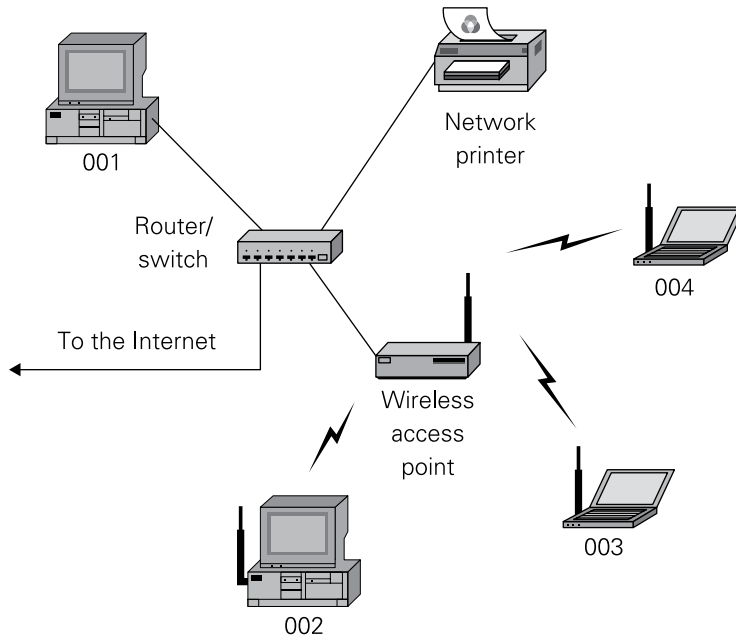 001
Network
printer
Router/
switch
004
To the Internet
Wireless
access
point
003
002